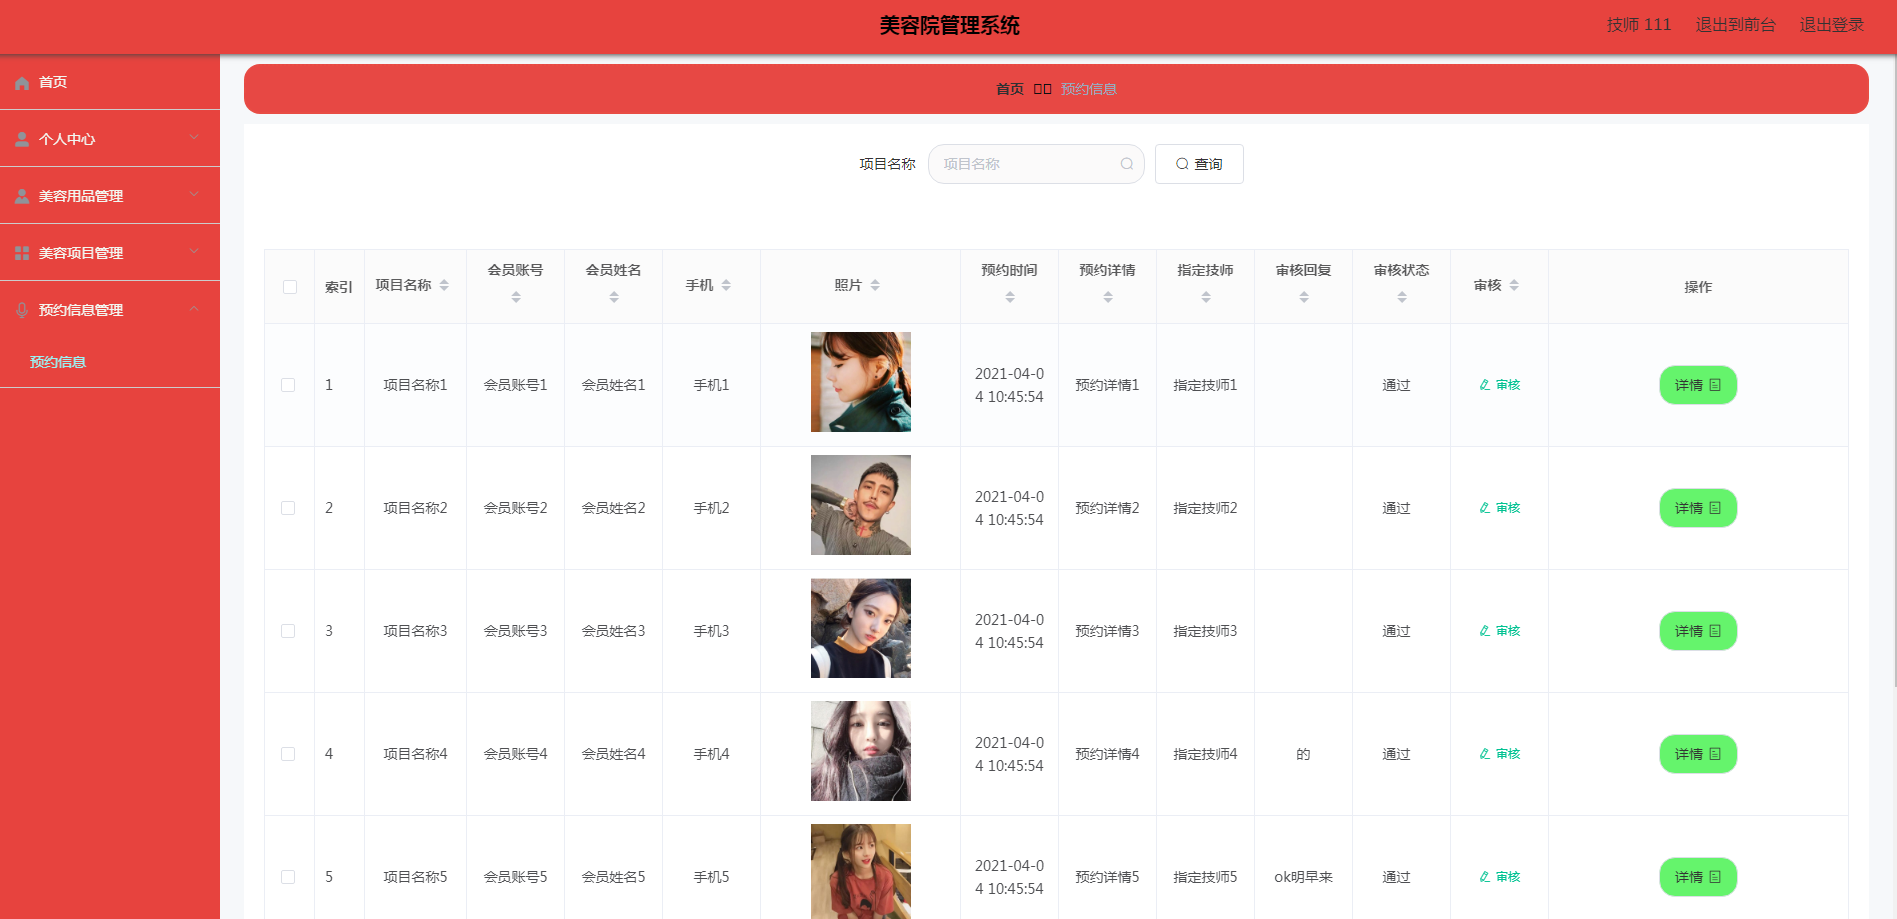 美容院管理系统
技师 111 退出到前台 退出登录
首页
个人中心
美容用品管理
美容项目管理
预约信息管理
预约信息
首页 预约信息
项目名称 项目名称 查询
索引 项目名称 会员账号 会员姓名 手机 照片 预约时间 预约详情 指定技师 审核回复 审核状态 审核 操作
1 项目名称1 会员账号1 会员姓名1 手机1 2021-04-0 预约详情1 指定技师1 通过 审核 详情
4 10:45:54
2 项目名称2 会员账号2 会员姓名2 手机2 2021-04-0 预约详情2 指定技师2 通过 审核 详情
4 10:45:54
3 项目名称3 会员账号3 会员姓名3 手机3 2021-04-0 预约详情3 指定技师3 通过 审核 详情
4 10:45:54
4 项目名称4 会员账号4 会员姓名4 手机4 2021-04-0 预约详情4 指定技师4 的 通过 审核 详情
4 10:45:54
5 项目名称5 会员账号5 会员姓名5 手机5 2021-04-0 预约详情5 指定技师5 ok明早来 通过 审核 详情
4 10:45:54